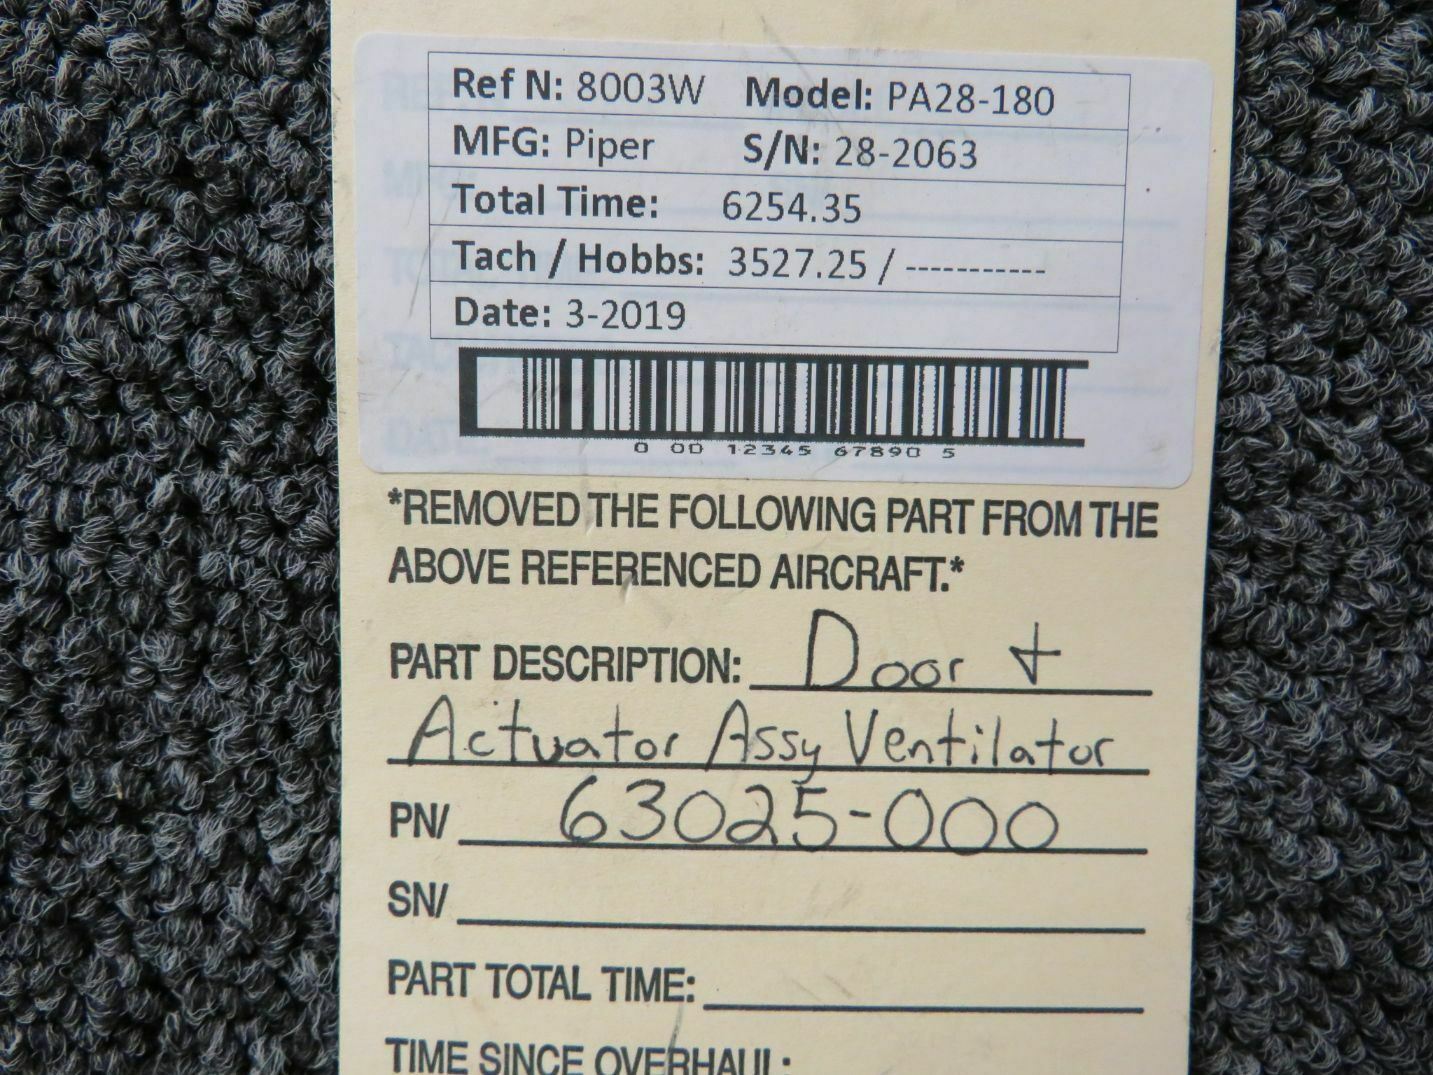 Ref N: 8003W Model: PA28-180
MFG: Piper S/N: 28-2063
Total Time: 6254.35
Tach / Hobbs: 3527.25 / -----------
Date: 3-2019
0 00 12345 67890 5
*REMOVED THE FOLLOWING PART FROM THE
ABOVE REFERENCED AIRCRAFT.*
PART DESCRIPTION: Door +
Actuator Assy Ventilator
PN/ 63025-000
SN/
PART TOTAL TIME:
TIME SINCE OVERHAUL: